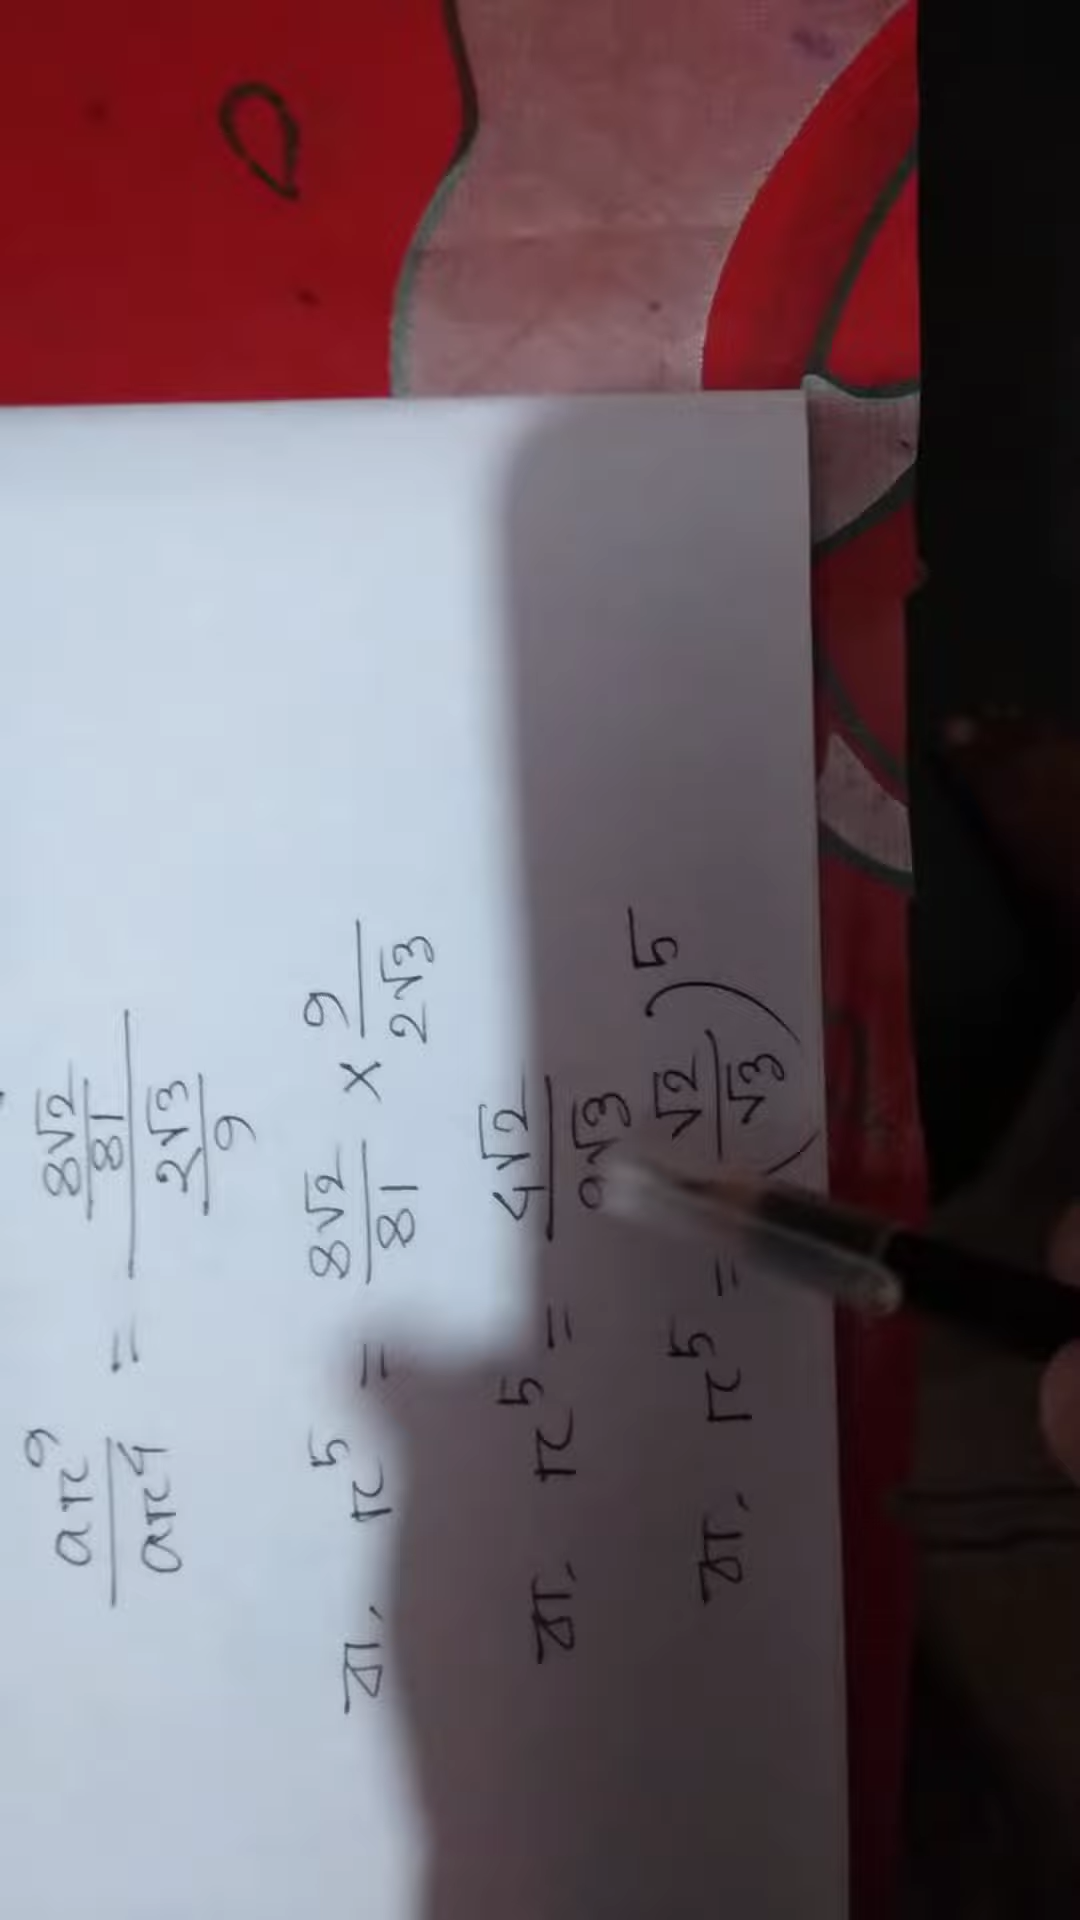 ar⁹/ar⁴ = (8√2/81)/(2√3/9)
বা, r⁵ = 8√2/81 × 9/2√3
বা, r⁵ = 4√2/9√3
বা, r⁵ = (√2/√3)⁵